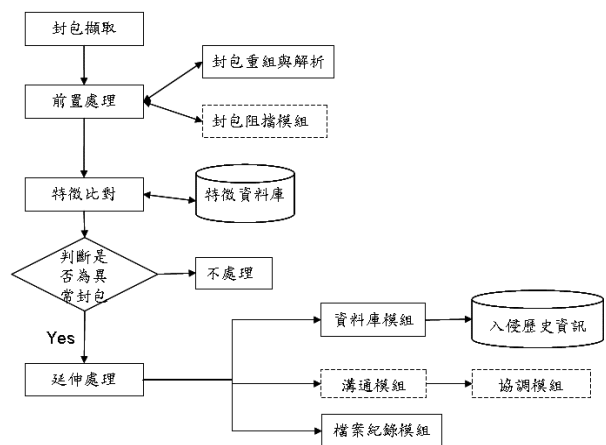 封包擷取
封包重組與解析
前置處理
封包阻擋模組
特徵比對
特徵資料庫
判斷是
否為異
常封包
不處理
Yes
資料庫模組
入侵歷史資訊
延伸處理
溝通模組
協調模組
檔案紀錄模組